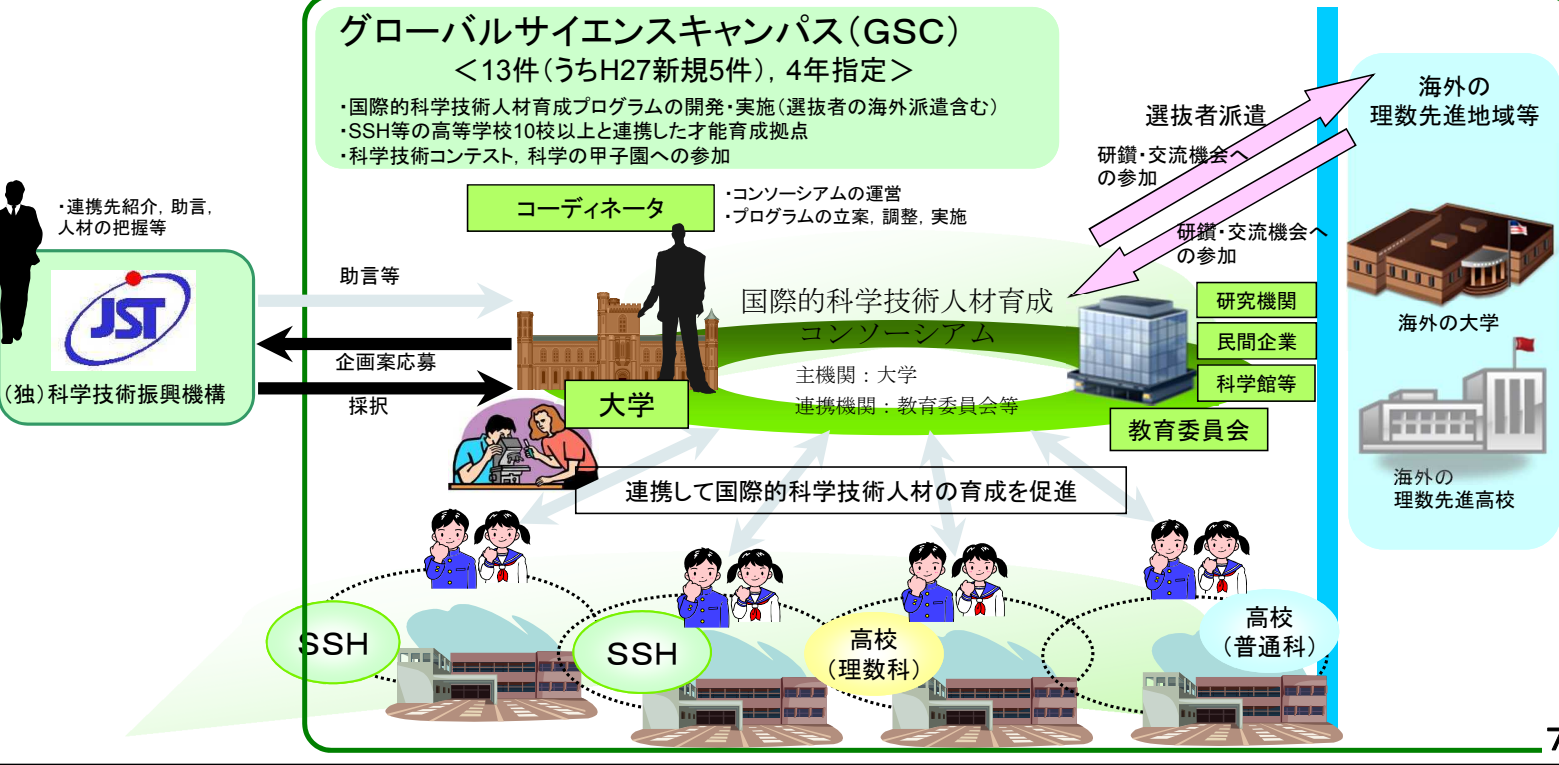 グローバルサイエンスキャンパス(GSC)
<13件(うちH27新規5件), 4年指定>
・国際的科学技術人材育成プログラムの開発・実施(選抜者の海外派遣含む)
・SSH等の高等学校10校以上と連携した才能育成拠点
・科学技術コンテスト, 科学の甲子園への参加
海外の
理数先進地域等
選抜者派遣
研鑽・交流機会へ
の参加
研鑽・交流機会へ
の参加
・連携先紹介, 助言,
人材の把握等
コーディネータ
・コンソーシアムの運営
・プログラムの立案, 調整, 実施
JST
(独)科学技術振興機構
助言等
企画案応募
採択
国際的科学技術人材育成
コンソーシアム
主機関:大学
連携機関:教育委員会等
大学
研究機関
民間企業
科学館等
教育委員会
海外の大学
海外の
理数先進高校
連携して国際的科学技術人材の育成を促進
SSH
SSH
高校
(理数科)
高校
(普通科)
7